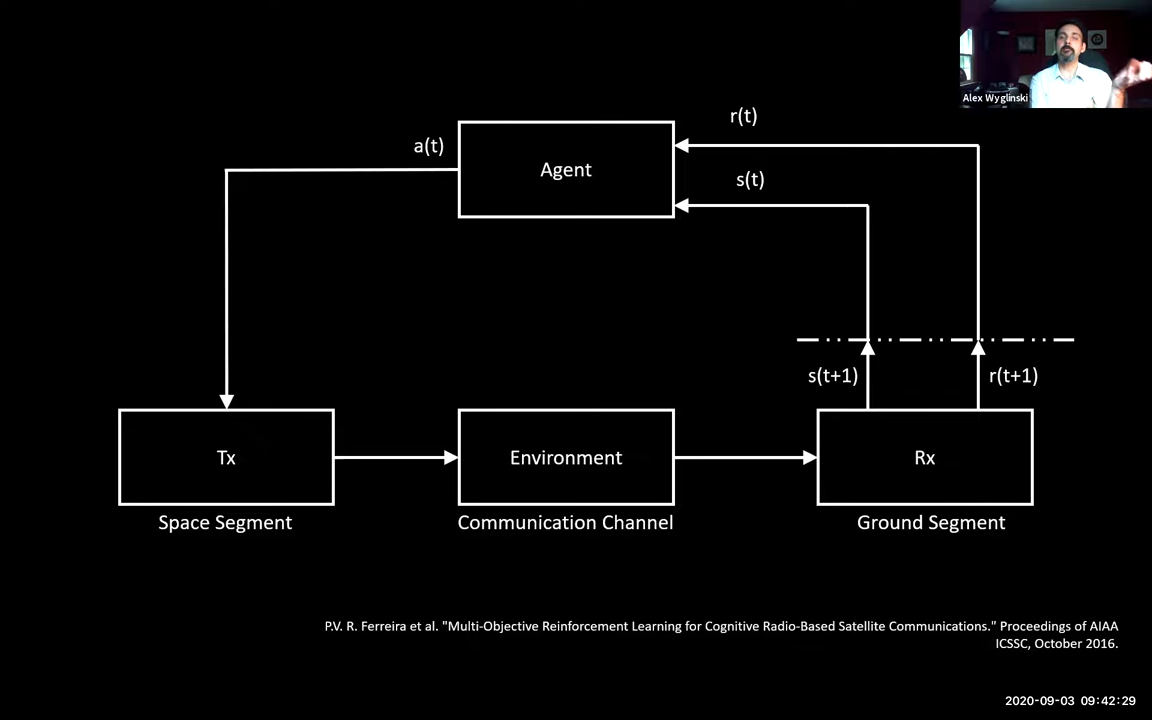 Alex Wyglinski
r(t)
a(t)
Agent
s(t)
s(t+1)
r(t+1)
Tx
Environment
Rx
Space Segment
Communication Channel
Ground Segment
P.V. R. Ferreira et al. "Multi-Objective Reinforcement Learning for Cognitive Radio-Based Satellite Communications." Proceedings of AIAA
ICSSC, October 2016.
2020-09-03 09:42:29